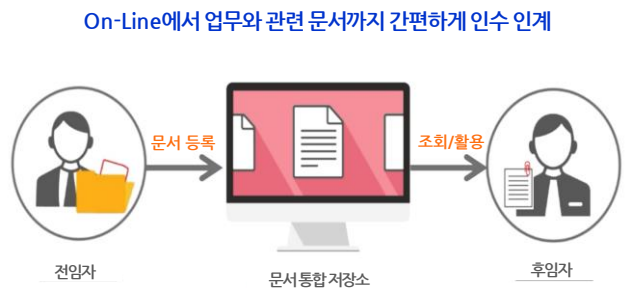 On-Line에서 업무와 관련 문서까지 간편하게 인수 인계
문서 등록
조회/활용
전임자
문서 통합 저장소
후임자